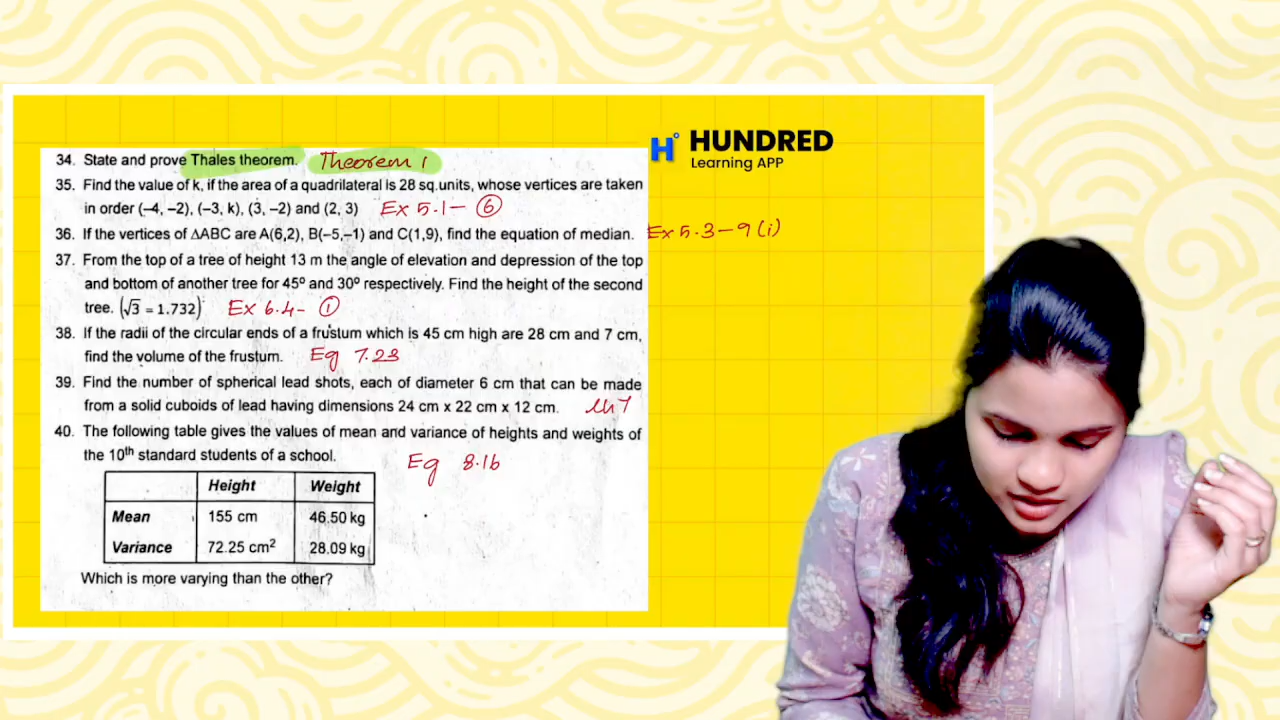 HUNDRED
Learning APP
34. State and prove Thales theorem. Theorem 1
35. Find the value of k, if the area of a quadrilateral is 28 sq.units, whose vertices are taken
in order (–4, –2), (–3, k), (3, –2) and (2, 3) Ex 5.1 – 6
36. If the vertices of ΔABC are A(6,2), B(–5,–1) and C(1,9), find the equation of median. Ex 5.3 – 9 (i)
37. From the top of a tree of height 13 m the angle of elevation and depression of the top
and bottom of another tree for 45º and 30º respectively. Find the height of the second
tree. (√3 = 1.732) Ex 6.4 – 1
38. If the radii of the circular ends of a frustum which is 45 cm high are 28 cm and 7 cm,
find the volume of the frustum. Eg 7.23
39. Find the number of spherical lead shots, each of diameter 6 cm that can be made
from a solid cuboids of lead having dimensions 24 cm x 22 cm x 12 cm.
40. The following table gives the values of mean and variance of heights and weights of
the 10th standard students of a school. Eg 8.16
Height Weight
Mean 155 cm 46.50 kg
Variance 72.25 cm² 28.09 kg
Which is more varying than the other?